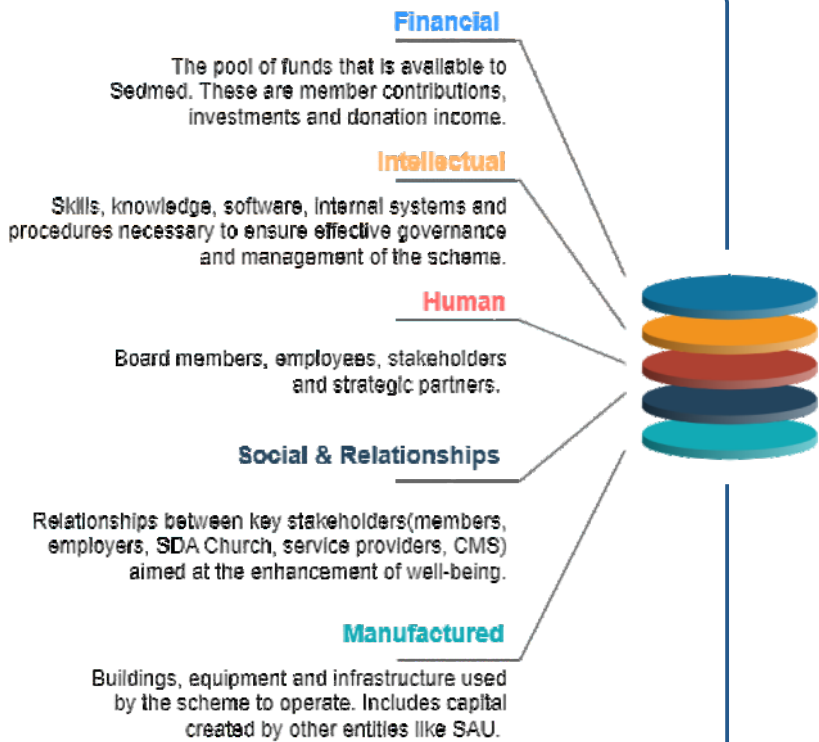 Financial
The pool of funds that is available to
Sedmed. These are member contributions,
investments and donation income.
Intellectual
Skills, knowledge, software, internal systems and
procedures necessary to ensure effective governance
and management of the scheme.
Human
Board members, employees, stakeholders
and strategic partners.
Social & Relationships
Relationships between key stakeholders(members,
employers, SDA Church, service providers, CMS)
aimed at the enhancement of well-being.
Manufactured
Buildings, equipment and infrastructure used
by the scheme to operate. Includes capital
created by other entities like SAU.